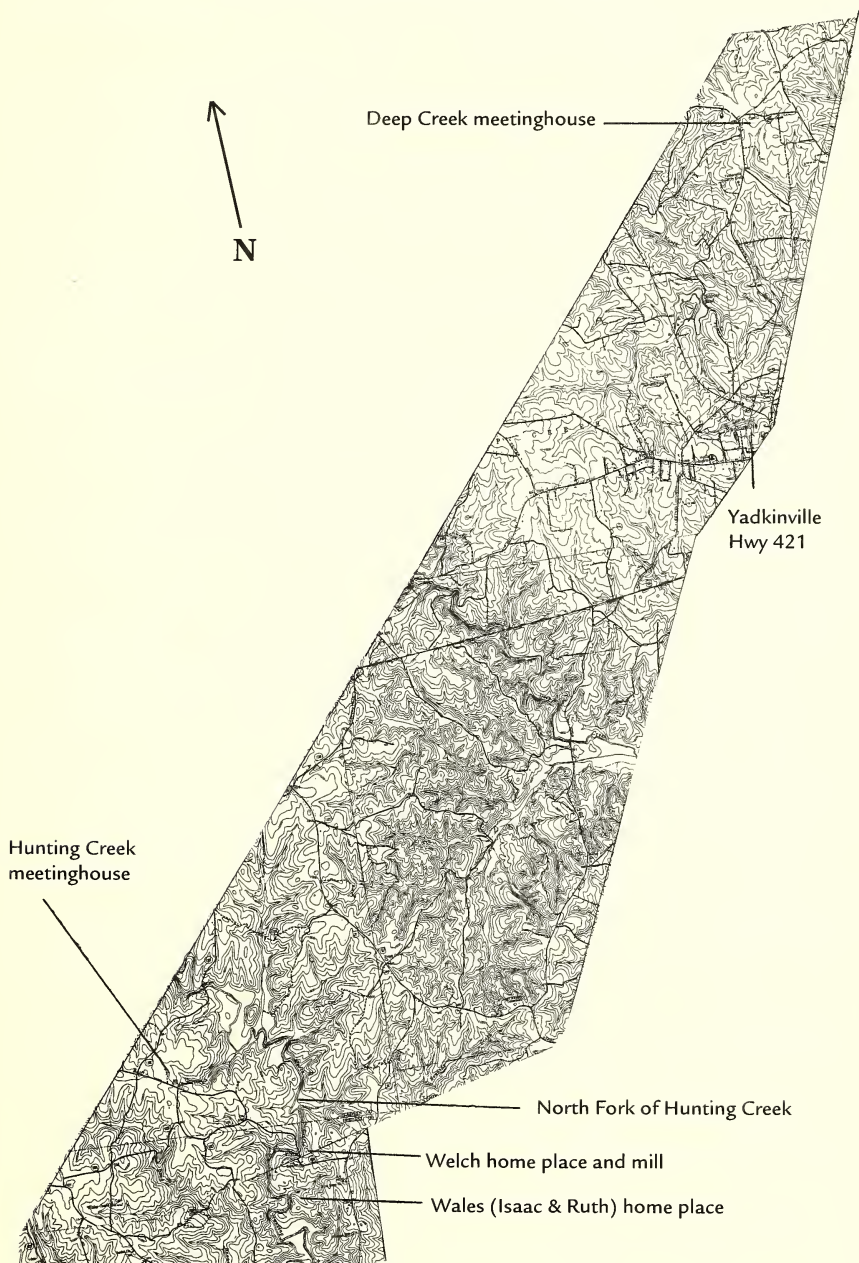 Deep Creek meetinghouse
N
Yadkinville
Hwy 421
Hunting Creek
meetinghouse
North Fork of Hunting Creek
Welch home place and mill
Wales (Isaac & Ruth) home place